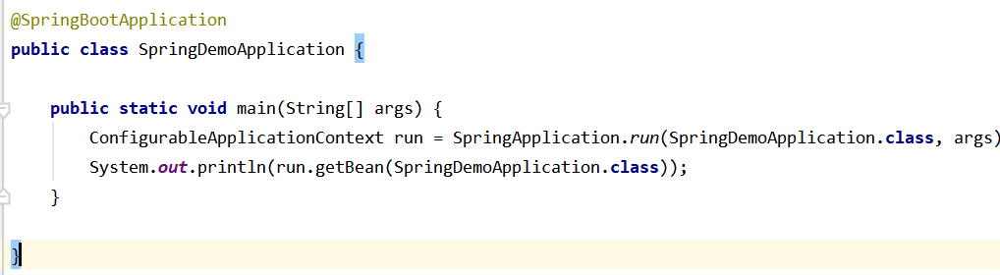 @SpringBootApplication
public class SpringDemoApplication {
public static void main(String[] args) {
ConfigurableApplicationContext run = SpringApplication.run(SpringDemoApplication.class, args)
System.out.println(run.getBean(SpringDemoApplication.class));
}
}